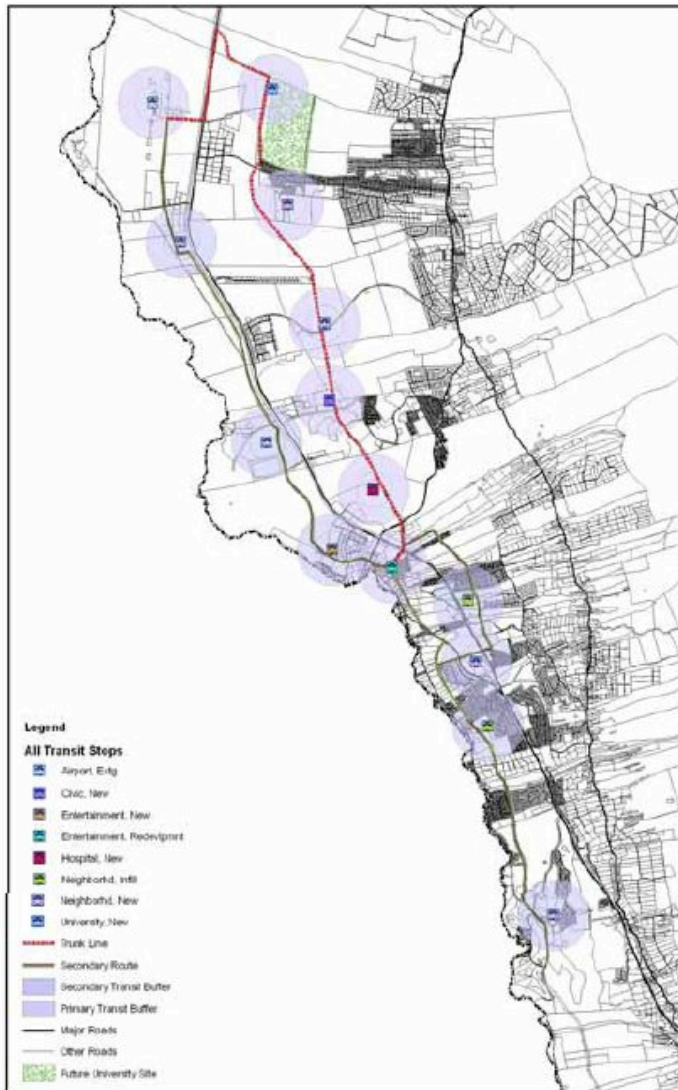 Legend
All Transit Stops
Airport, Extg
Civic, New
Entertainment, New
Entertainment, Redevlpmnt
Hospital, New
Neighborhd, Infill
Neighborhd, New
University, New
Trunk Line
Secondary Route
Secondary Transit Buffer
Primary Transit Buffer
Major Roads
Other Roads
Future University Site